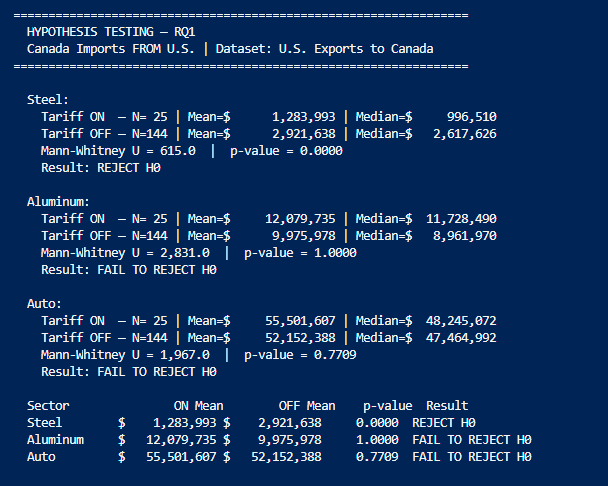 ================================================================
HYPOTHESIS TESTING — RQ1
Canada Imports FROM U.S. | Dataset: U.S. Exports to Canada
================================================================
Steel:
Tariff ON  — N= 25 | Mean=$      1,283,993 | Median=$     996,510
Tariff OFF — N=144 | Mean=$      2,921,638 | Median=$   2,617,626
Mann-Whitney U = 615.0  |  p-value = 0.0000
Result: REJECT H0
Aluminum:
Tariff ON  — N= 25 | Mean=$     12,079,735 | Median=$  11,728,490
Tariff OFF — N=144 | Mean=$      9,975,978 | Median=$   8,961,970
Mann-Whitney U = 2,831.0  |  p-value = 1.0000
Result: FAIL TO REJECT H0
Auto:
Tariff ON  — N= 25 | Mean=$     55,501,607 | Median=$  48,245,072
Tariff OFF — N=144 | Mean=$     52,152,388 | Median=$  47,464,992
Mann-Whitney U = 1,967.0  |  p-value = 0.7709
Result: FAIL TO REJECT H0
Sector               ON Mean       OFF Mean    p-value  Result
Steel        $    1,283,993 $    2,921,638     0.0000  REJECT H0
Aluminum     $   12,079,735 $    9,975,978     1.0000  FAIL TO REJECT H0
Auto         $   55,501,607 $   52,152,388     0.7709  FAIL TO REJECT H0